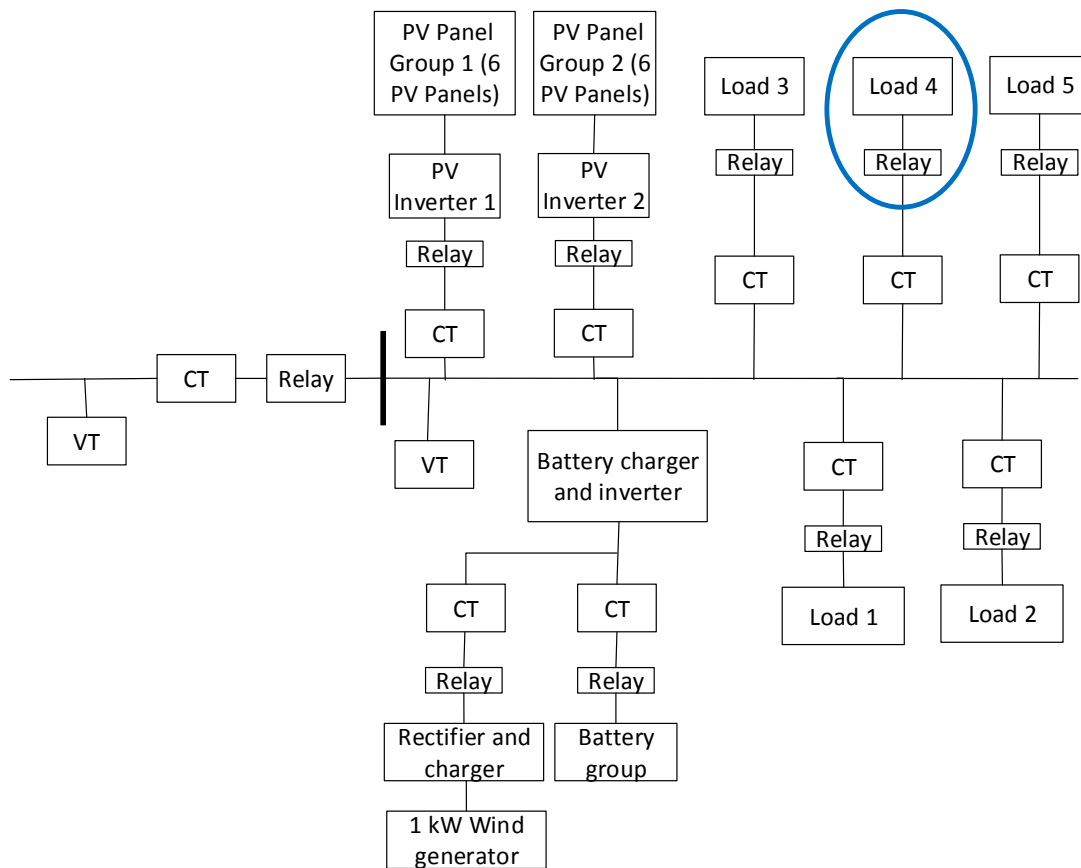 PV Panel
Group 1 (6
PV Panels)
PV Panel
Group 2 (6
PV Panels)
Load 3
Load 4
Load 5
Relay
Relay
Relay
PV
Inverter 1
PV
Inverter 2
Relay
Relay
CT
CT
CT
CT
CT
CT
Relay
VT
VT
Battery charger
and inverter
CT
CT
Relay
Relay
CT
CT
Load 1
Load 2
Relay
Relay
Rectifier and
charger
Battery
group
1 kW Wind
generator